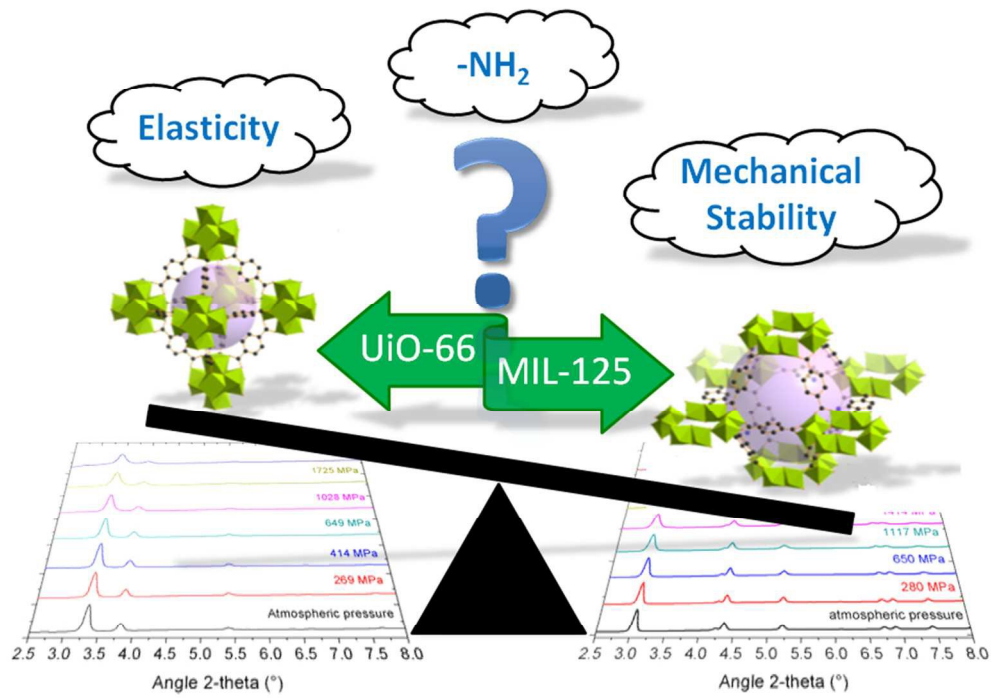 -NH₂
Elasticity
Mechanical
Stability
?
UiO-66
MIL-125
1725 MPa
1028 MPa
649 MPa
414 MPa
269 MPa
Atmospheric pressure
2.5 3.0 3.5 4.0 4.5 5.0 5.5 6.0 6.5 7.0 7.5 8.0
Angle 2-theta (°)
1117 MPa
650 MPa
280 MPa
atmospheric pressure
2.5 3.0 3.5 4.0 4.5 5.0 5.5 6.0 6.5 7.0 7.5 8.0
Angle 2-theta (°)